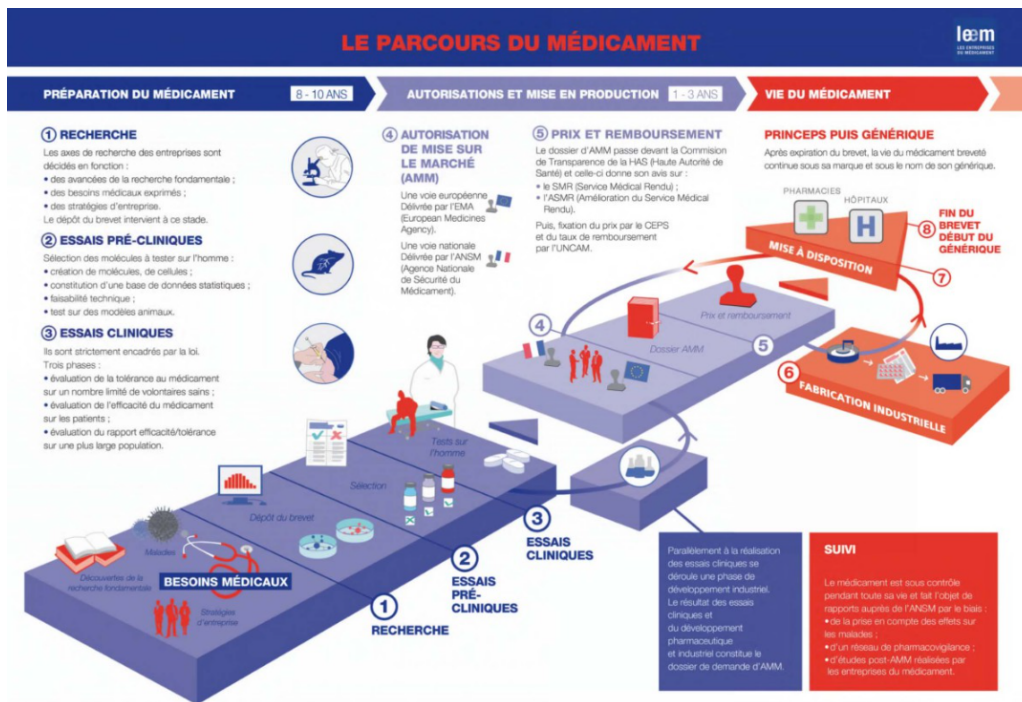 LE PARCOURS DU MÉDICAMENT
leem
LES ENTREPRISES
DU MÉDICAMENT
PRÉPARATION DU MÉDICAMENT
8 - 10 ANS
AUTORISATIONS ET MISE EN PRODUCTION
1 - 3 ANS
VIE DU MÉDICAMENT
1 RECHERCHE
Les axes de recherche des entreprises sont
décidés en fonction :
• des avancées de la recherche fondamentale ;
• des besoins médicaux exprimés ;
• des stratégies d'entreprise.
Le dépôt du brevet intervient à ce stade.
2 ESSAIS PRÉ-CLINIQUES
Sélection des molécules à tester sur l'homme :
• création de molécules, de cellules ;
• constitution d'une base de données statistiques ;
• faisabilité technique ;
• test sur des modèles animaux.
3 ESSAIS CLINIQUES
Ils sont strictement encadrés par la loi.
Trois phases :
• évaluation de la tolérance au médicament
sur un nombre limité de volontaires sains ;
• évaluation de l'efficacité du médicament
sur les patients ;
• évaluation du rapport efficacité/tolérance
sur une plus large population.
4 AUTORISATION
DE MISE SUR
LE MARCHÉ
(AMM)
Une voie européenne
Délivrée par l'EMA
(European Medicines
Agency).
Une voie nationale
Délivrée par l'ANSM
(Agence Nationale
de Sécurité du
Médicament).
5 PRIX ET REMBOURSEMENT
Le dossier d'AMM passe devant la Commision
de Transparence de la HAS (Haute Autorité de
Santé) et celle-ci donne son avis sur :
• le SMR (Service Médical Rendu) ;
• l'ASMR (Amélioration du Service Médical
Rendu).
Puis, fixation du prix par le CEPS
et du taux de remboursement
par l'UNCAM.
PRINCEPS PUIS GÉNÉRIQUE
Après expiration du brevet, la vie du médicament breveté
continue sous sa marque et sous le nom de son générique.
PHARMACIES
HÔPITAUX
H
8 FIN DU
BREVET
DÉBUT DU
GÉNÉRIQUE
MISE À DISPOSITION
7
Prix et remboursement
4
Dossier AMM
5
6
FABRICATION INDUSTRIELLE
Tests sur
l'homme
Sélection
Dépôt du brevet
Malades
Découvertes de la
recherche fondamentale
BESOINS MÉDICAUX
Stratégies
d'entreprise
3
ESSAIS
CLINIQUES
2
ESSAIS
PRÉ-
CLINIQUES
1
RECHERCHE
Parallèlement à la réalisation
des essais cliniques se
déroule une phase de
développement industriel.
Le résultat des essais
cliniques et
du développement
pharmaceutique
et industriel constitue le
dossier de demande d'AMM.
SUIVI
Le médicament est sous contrôle
pendant toute sa vie et fait l'objet de
rapports auprès de l'ANSM par le biais :
• de la prise en compte des effets sur
les malades ;
• d'un réseau de pharmacovigilance ;
• d'études post-AMM réalisées par
les entreprises du médicament.